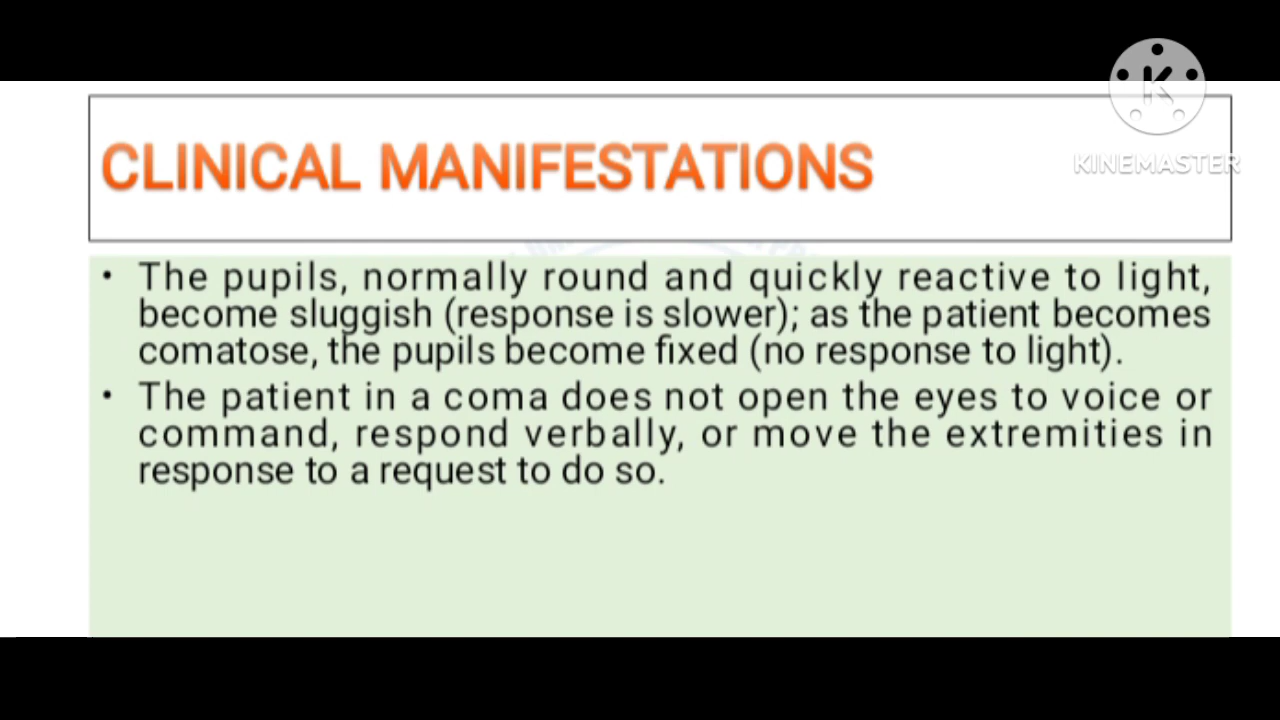 KINEMASTER
CLINICAL MANIFESTATIONS
• The pupils, normally round and quickly reactive to light,
become sluggish (response is slower); as the patient becomes
comatose, the pupils become fixed (no response to light).
• The patient in a coma does not open the eyes to voice or
command, respond verbally, or move the extremities in
response to a request to do so.